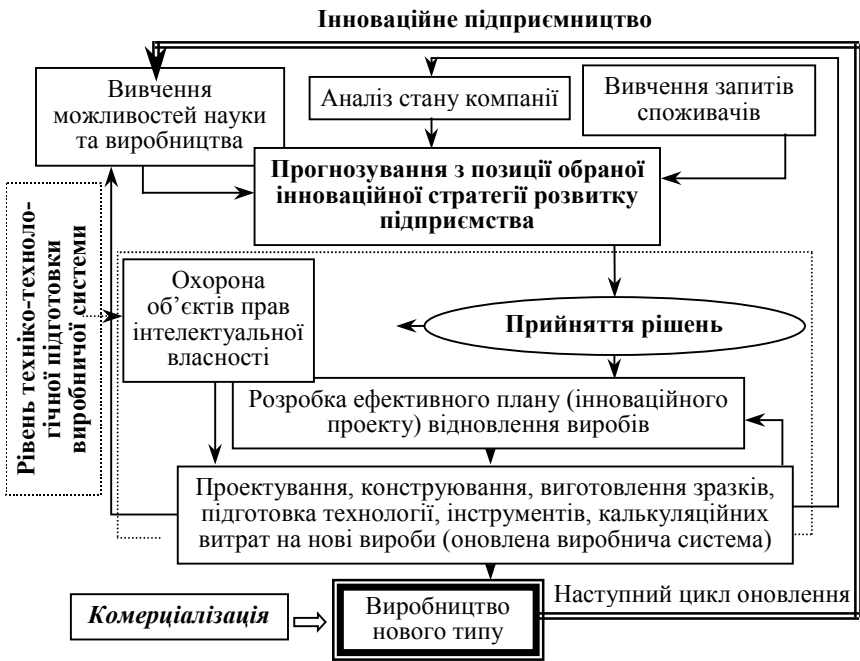 Інноваційне підприємництво
Вивчення
можливостей науки
та виробництва
Аналіз стану компанії
Вивчення запитів
споживачів
Прогнозування з позиції обраної
інноваційної стратегії розвитку
підприємства
Рівень техніко-техноло-
гічної підготовки
виробничої системи
Охорона
об’єктів прав
інтелектуальної
власності
Прийняття рішень
Розробка ефективного плану (інноваційного
проекту) відновлення виробів
Проектування, конструювання, виготовлення зразків,
підготовка технології, інструментів, калькуляційних
витрат на нові вироби (оновлена виробнича система)
Комерціалізація
Виробництво
нового типу
Наступний цикл оновлення